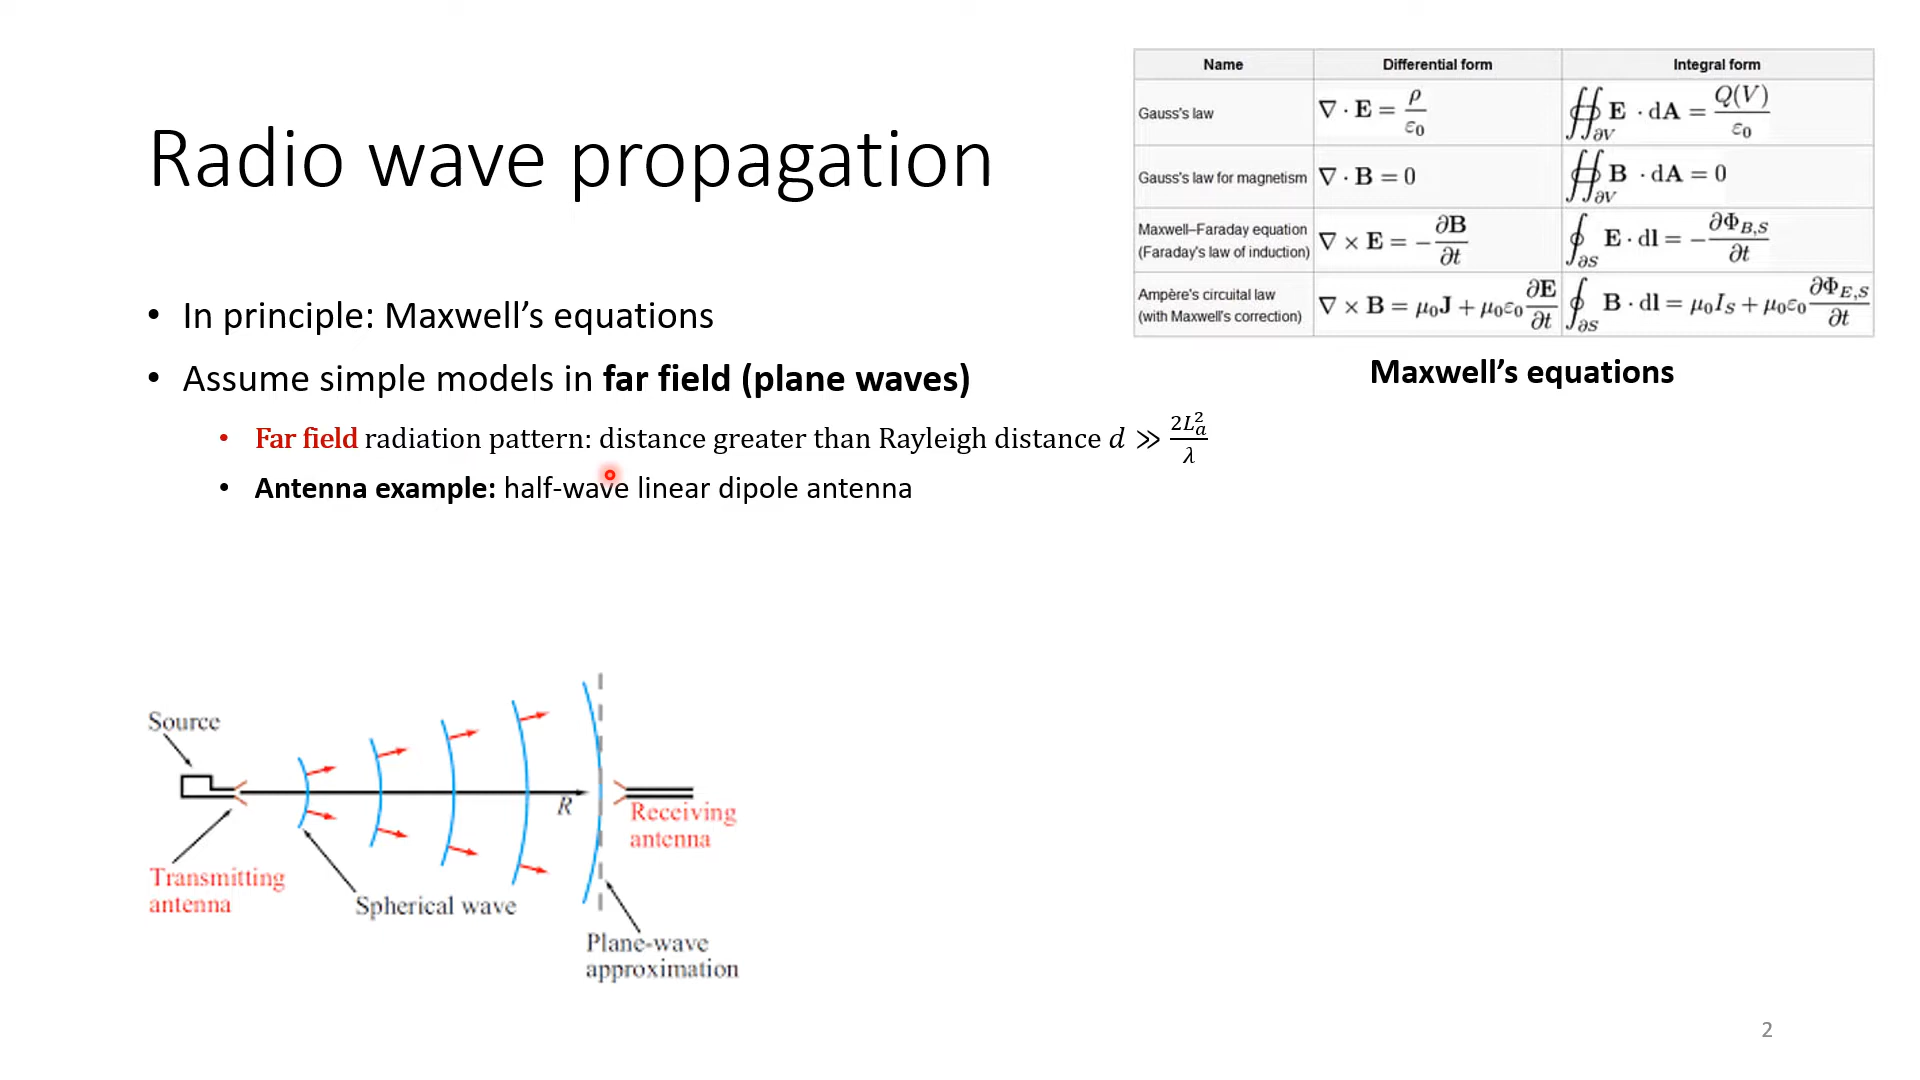 Radio wave propagation
• In principle: Maxwell’s equations
• Assume simple models in far field (plane waves)
• Far field radiation pattern: distance greater than Rayleigh distance d ≫ 2L_a^2/λ
• Antenna example: half-wave linear dipole antenna
Name Differential form Integral form
Gauss's law ∇ · E = ρ/ε₀ ∯_∂V E · dA = Q(V)/ε₀
Gauss's law for magnetism ∇ · B = 0 ∯_∂V B · dA = 0
Maxwell–Faraday equation
(Faraday's law of induction) ∇ × E = −∂B/∂t ∮_∂S E · dl = −∂Φ_B,S/∂t
Ampère's circuital law
(with Maxwell's correction) ∇ × B = μ₀J + μ₀ε₀ ∂E/∂t ∮_∂S B · dl = μ₀I_S + μ₀ε₀ ∂Φ_E,S/∂t
Maxwell’s equations
Source
R
Receiving
antenna
Transmitting
antenna
Spherical wave
Plane-wave
approximation
2